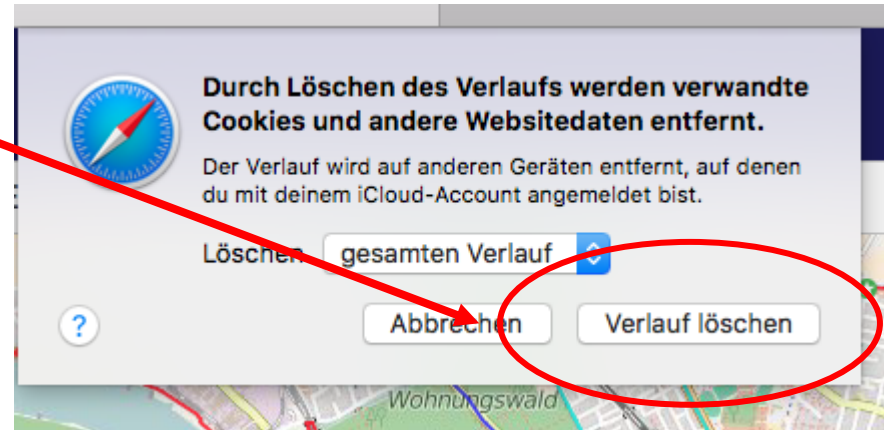 Durch Löschen des Verlaufs werden verwandte
Cookies und andere Websitedaten entfernt.
Der Verlauf wird auf anderen Geräten entfernt, auf denen
du mit deinem iCloud-Account angemeldet bist.
Löschen gesamten Verlauf
? Abbrechen Verlauf löschen
Wohnungswald